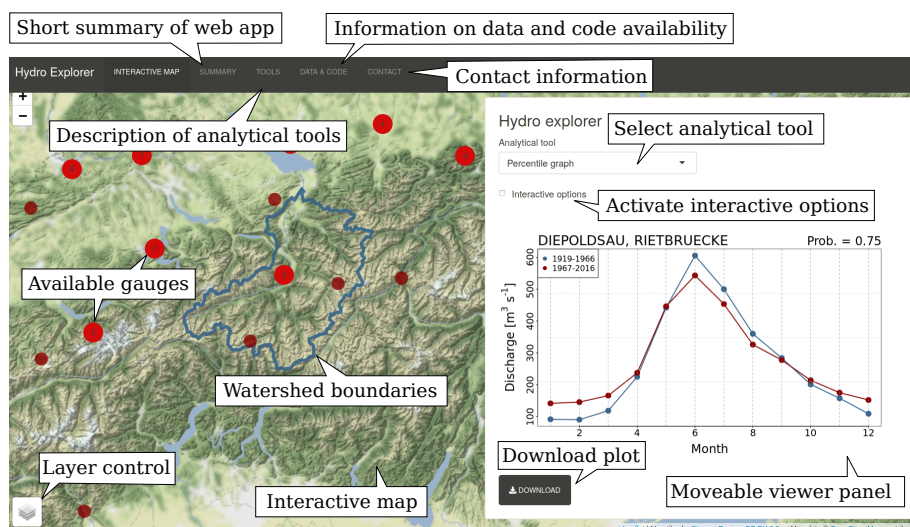 Short summary of web app
Information on data and code availability
Hydro Explorer
INTERACTIVE MAP
SUMMARY
TOOLS
DATA & CODE
CONTACT
Contact information
+
−
Description of analytical tools
Hydro explorer
Analytical tool
Select analytical tool
Percentile graph
Interactive options
Activate interactive options
DIEPOLDSAU, RIETBRUECKE
Prob. = 0.75
1919-1966
1967-2016
Discharge [m³ s⁻¹]
600
500
400
300
200
100
2
4
6
8
10
12
Month
Available gauges
Watershed boundaries
Layer control
Interactive map
Download plot
DOWNLOAD
Moveable viewer panel